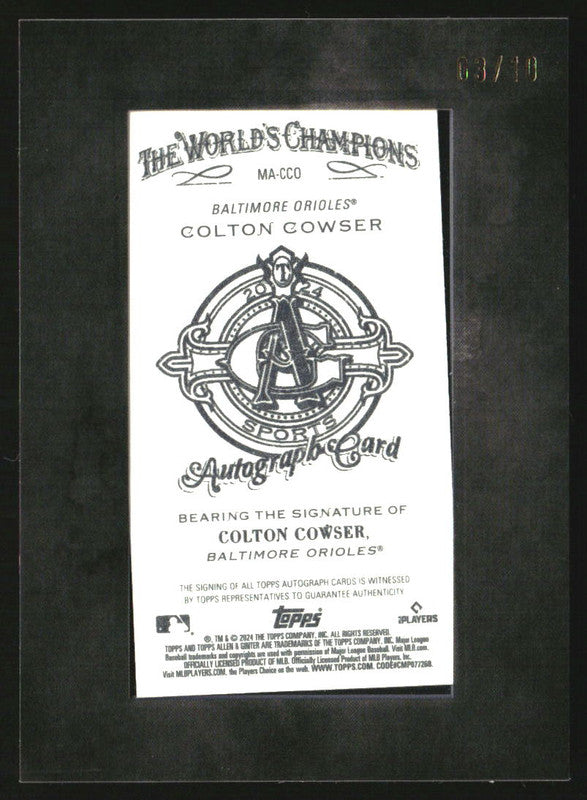 03/10
THE WORLD'S CHAMPIONS
MA-CCO
BALTIMORE ORIOLES®
COLTON COWSER
T
2024
A&G
SPORTS
Autograph Card
BEARING THE SIGNATURE OF
COLTON COWSER,
BALTIMORE ORIOLES®
THE SIGNING OF ALL TOPPS AUTOGRAPH CARDS IS WITNESSED
BY TOPPS REPRESENTATIVES TO GUARANTEE AUTHENTICITY
topps
PLAYERS
®, TM & © 2024 THE TOPPS COMPANY, INC. ALL RIGHTS RESERVED.
TOPPS AND TOPPS ALLEN & GINTER ARE TRADEMARKS OF THE TOPPS COMPANY, INC. Major League
Baseball trademarks and copyrights are used with permission of Major League Baseball. Visit MLB.com.
OFFICIALLY LICENSED PRODUCT OF MLB. Officially Licensed Product of MLB Players, Inc.
Visit MLBPLAYERS.com, the Players Choice on the web. WWW.TOPPS.COM. CODE#CMP077268.